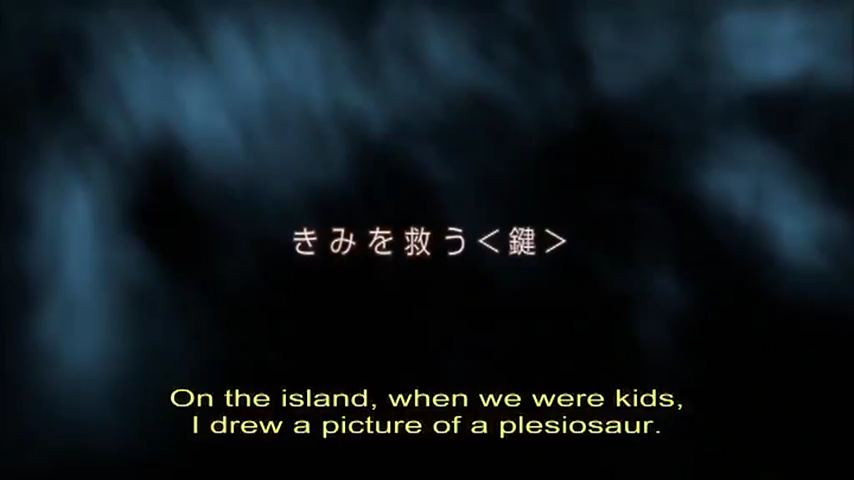 きみを救う＜鍵＞
On the island, when we were kids,
I drew a picture of a plesiosaur.